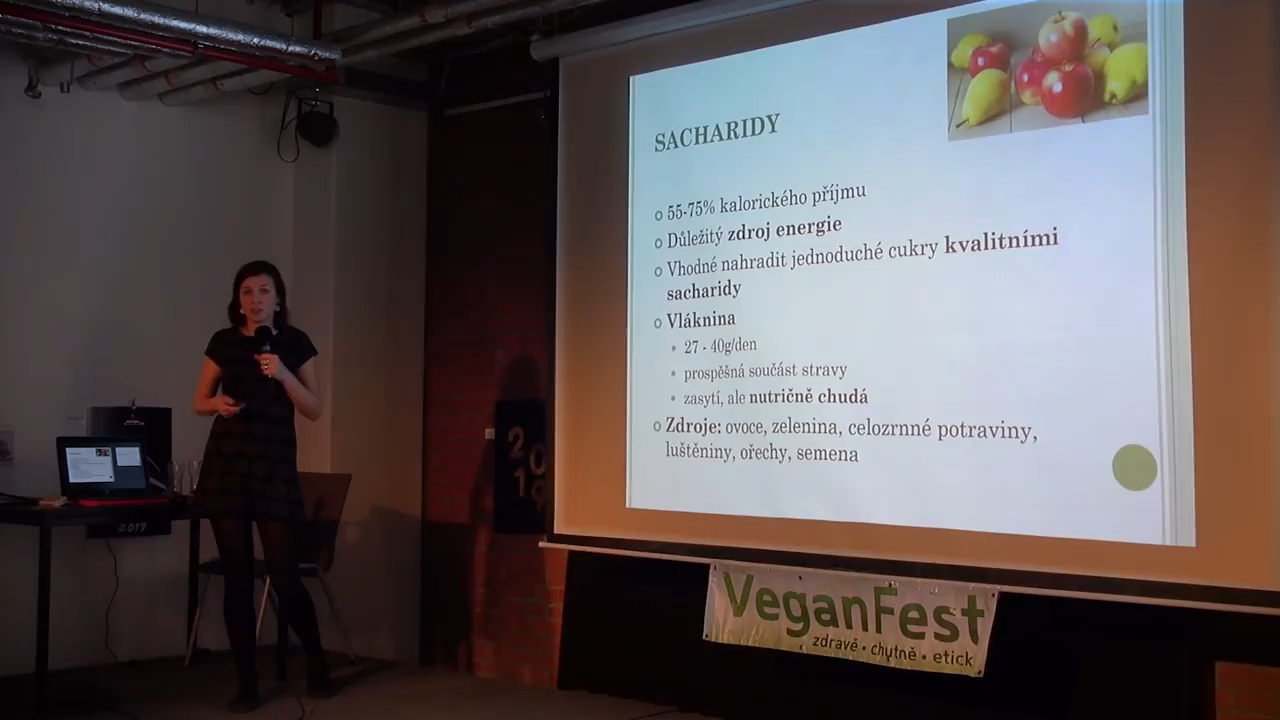 SACHARIDY
55-75% kalorického příjmu
Důležitý zdroj energie
Vhodné nahradit jednoduché cukry kvalitními
sacharidy
Vláknina
27 - 40g/den
prospěšná součást stravy
zasytí, ale nutričně chudá
Zdroje: ovoce, zelenina, celozrnné potraviny,
luštěniny, ořechy, semena
VeganFest
zdravě • chutně • etick
2019
20
19